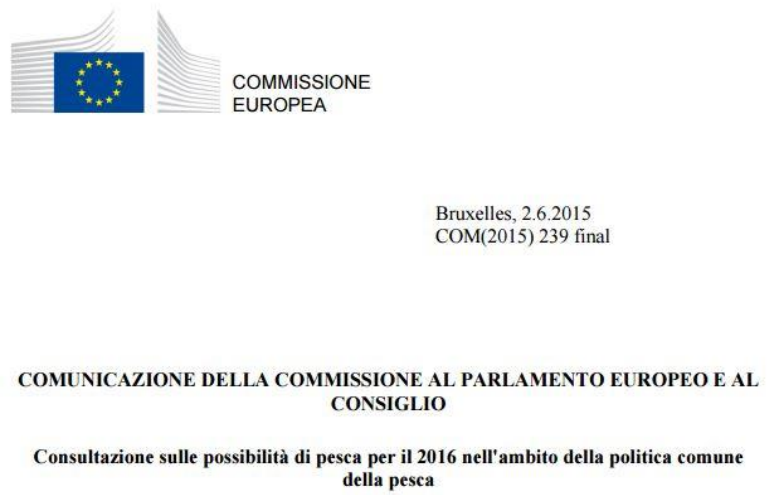 COMMISSIONE
EUROPEA
Bruxelles, 2.6.2015
COM(2015) 239 final
COMUNICAZIONE DELLA COMMISSIONE AL PARLAMENTO EUROPEO E AL
CONSIGLIO
Consultazione sulle possibilità di pesca per il 2016 nell'ambito della politica comune
della pesca